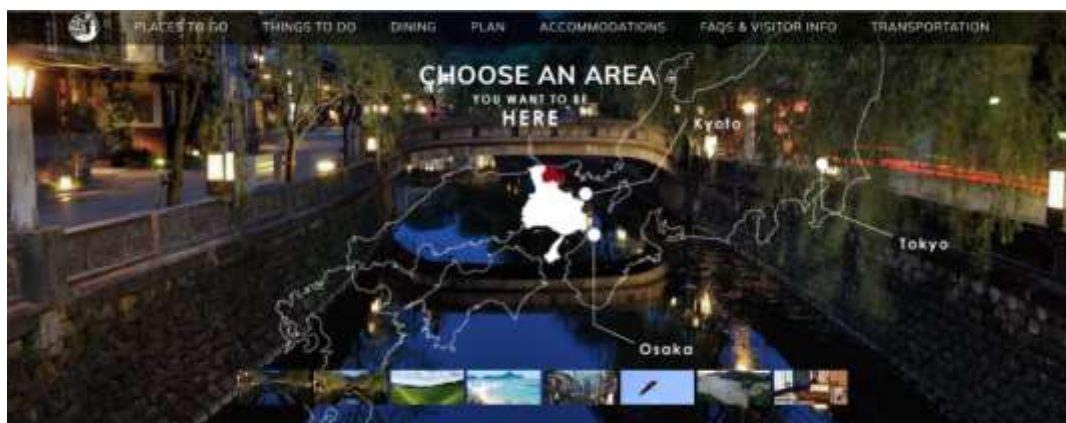 PLACES TO GO THINGS TO DO DINING PLAN ACCOMMODATIONS FAQS & VISITOR INFO TRANSPORTATION
CHOOSE AN AREA
YOU WANT TO BE
HERE
Kyoto
Tokyo
Osaka